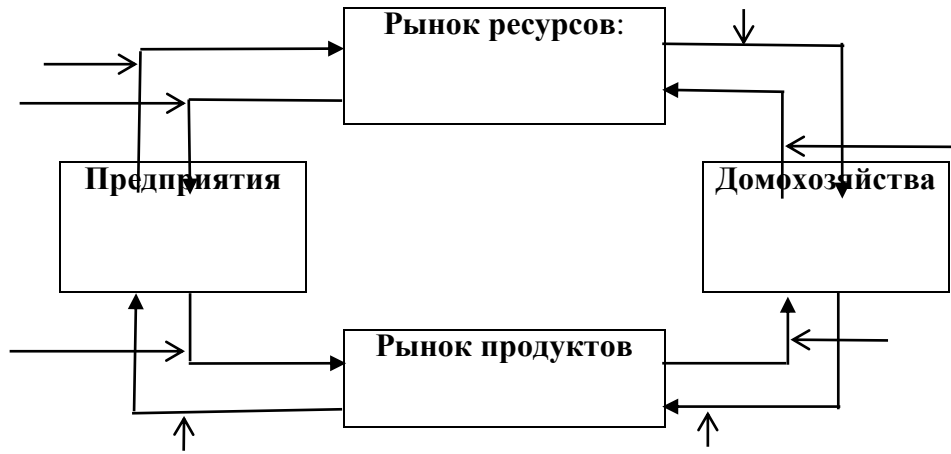 Рынок ресурсов:
Предприятия
Домохозяйства
Рынок продуктов